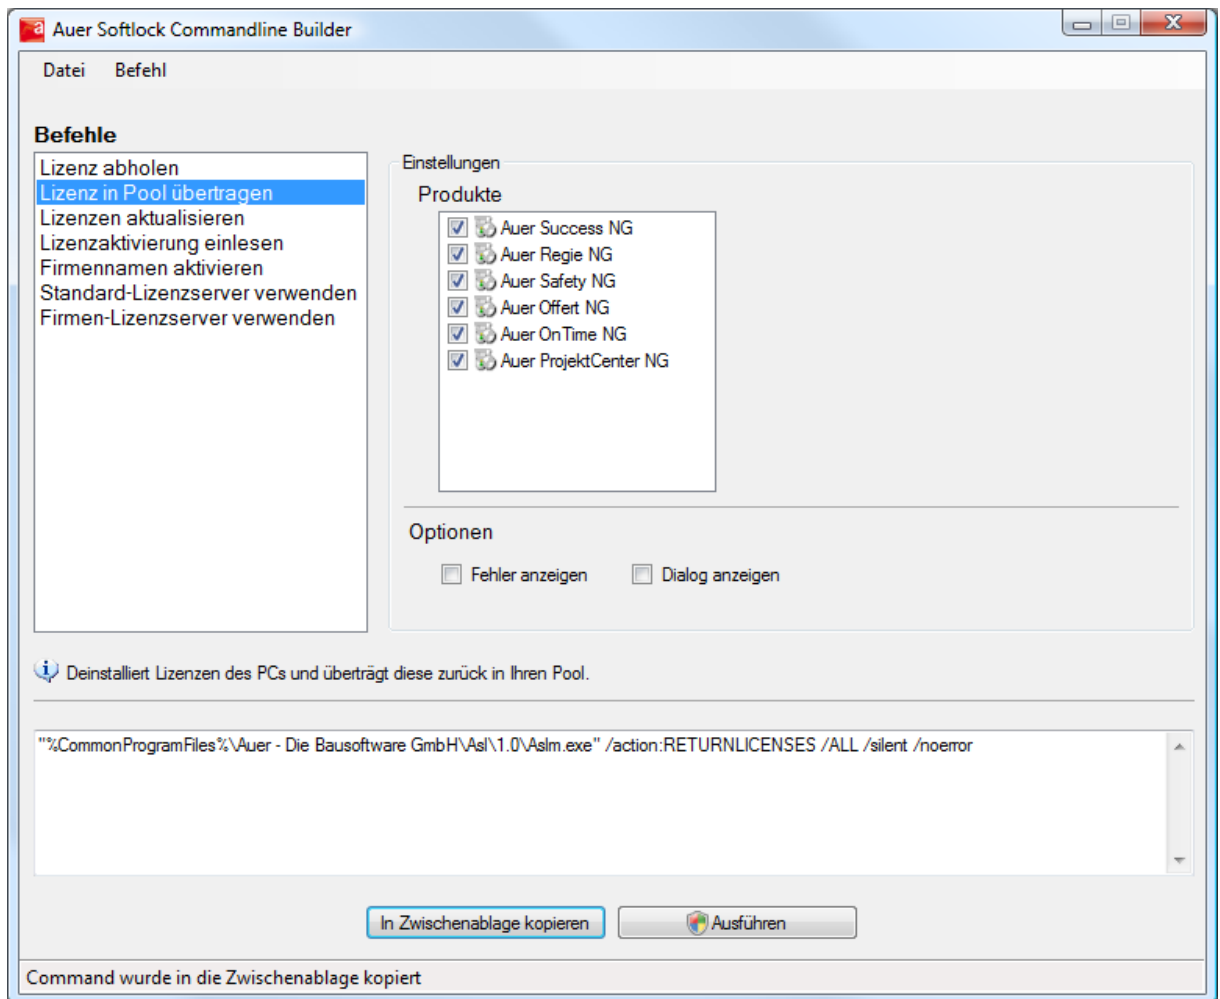 Auer Softlock Commandline Builder
Datei Befehl
Befehle
Lizenz abholen
Lizenz in Pool übertragen
Lizenzen aktualisieren
Lizenzaktivierung einlesen
Firmennamen aktivieren
Standard-Lizenzserver verwenden
Firmen-Lizenzserver verwenden
Einstellungen
Produkte
Auer Success NG
Auer Regie NG
Auer Safety NG
Auer Offert NG
Auer OnTime NG
Auer ProjektCenter NG
Optionen
Fehler anzeigen Dialog anzeigen
Deinstalliert Lizenzen des PCs und überträgt diese zurück in Ihren Pool.
"%CommonProgramFiles%\Auer - Die Bausoftware GmbH\Asl\1.0\Aslm.exe" /action:RETURNLICENSES /ALL /silent /noerror
In Zwischenablage kopieren Ausführen
Command wurde in die Zwischenablage kopiert